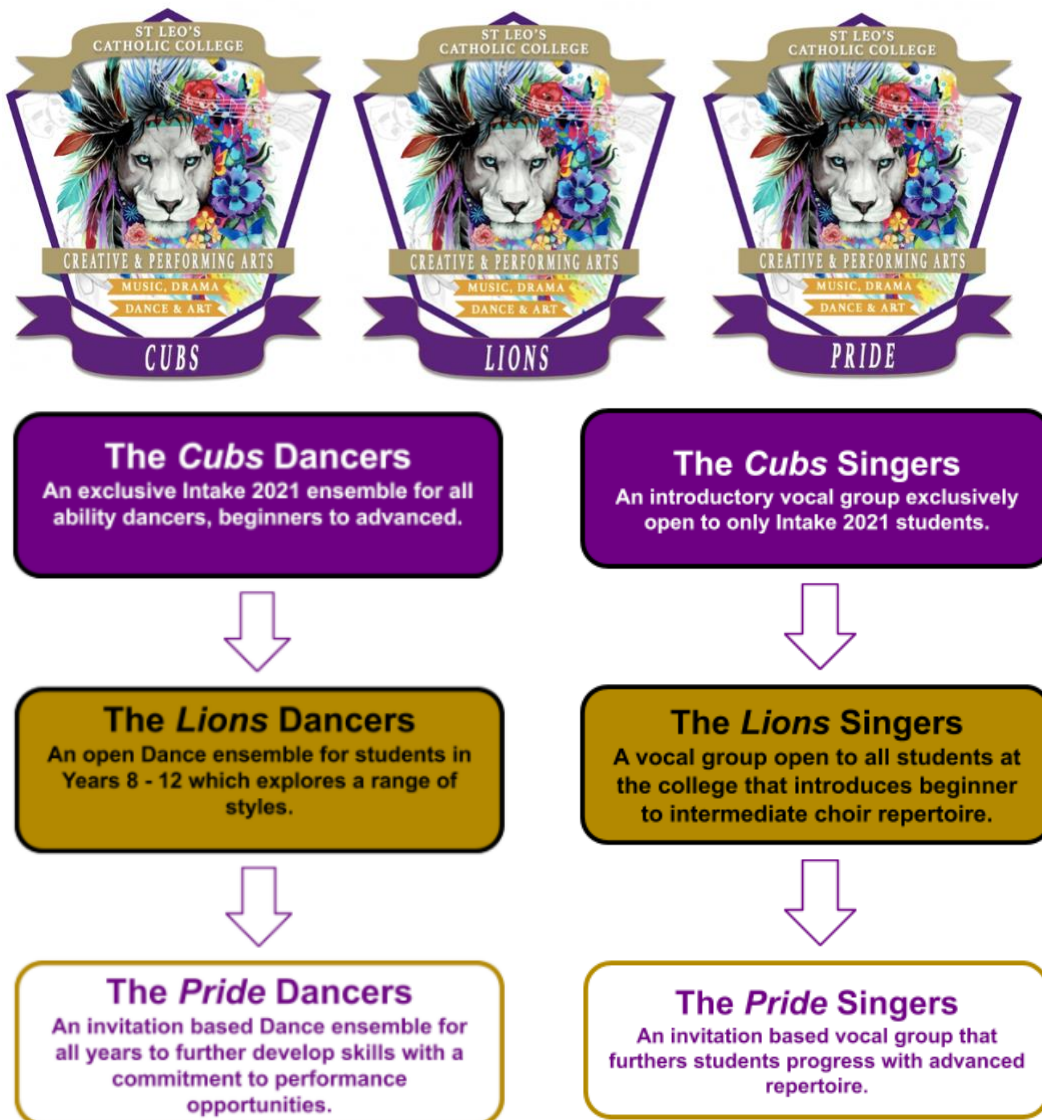 ST LEO'S
CATHOLIC COLLEGE
CREATIVE & PERFORMING ARTS
MUSIC, DRAMA
DANCE & ART
CUBS
ST LEO'S
CATHOLIC COLLEGE
CREATIVE & PERFORMING ARTS
MUSIC, DRAMA
DANCE & ART
LIONS
ST LEO'S
CATHOLIC COLLEGE
CREATIVE & PERFORMING ARTS
MUSIC, DRAMA
DANCE & ART
PRIDE
The Cubs Dancers
An exclusive Intake 2021 ensemble for all
ability dancers, beginners to advanced.
The Lions Dancers
An open Dance ensemble for students in
Years 8 - 12 which explores a range of
styles.
The Pride Dancers
An invitation based Dance ensemble for
all years to further develop skills with a
commitment to performance
opportunities.
The Cubs Singers
An introductory vocal group exclusively
open to only Intake 2021 students.
The Lions Singers
A vocal group open to all students at
the college that introduces beginner
to intermediate choir repertoire.
The Pride Singers
An invitation based vocal group that
furthers students progress with advanced
repertoire.